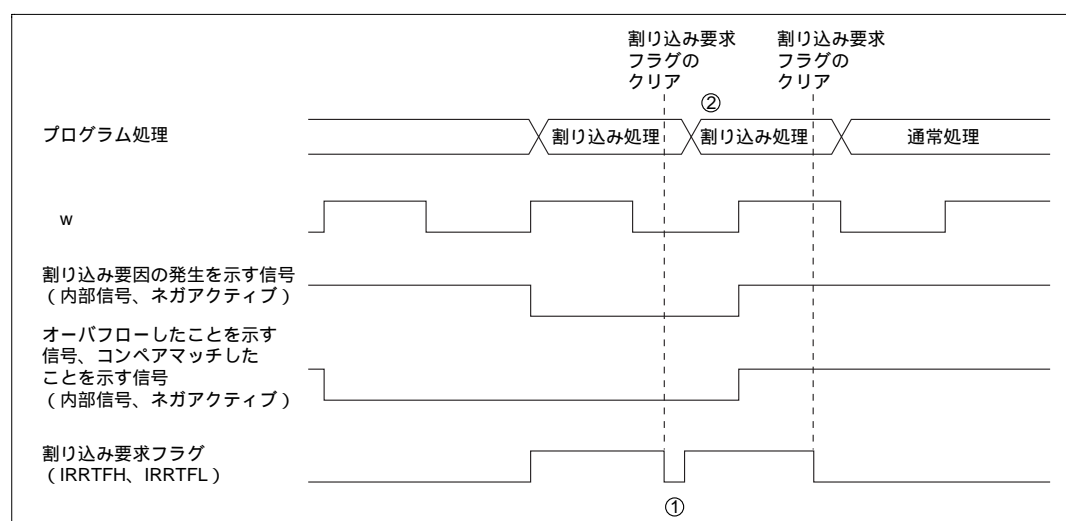 割り込み要求
フラグの
クリア
割り込み要求
フラグの
クリア
②
プログラム処理
割り込み処理
割り込み処理
通常処理
w
割り込み要因の発生を示す信号
(内部信号、ネガアクティブ)
オーバフローしたことを示す
信号、コンペアマッチした
ことを示す信号
(内部信号、ネガアクティブ)
割り込み要求フラグ
(IRRTFH、IRRTFL)
①